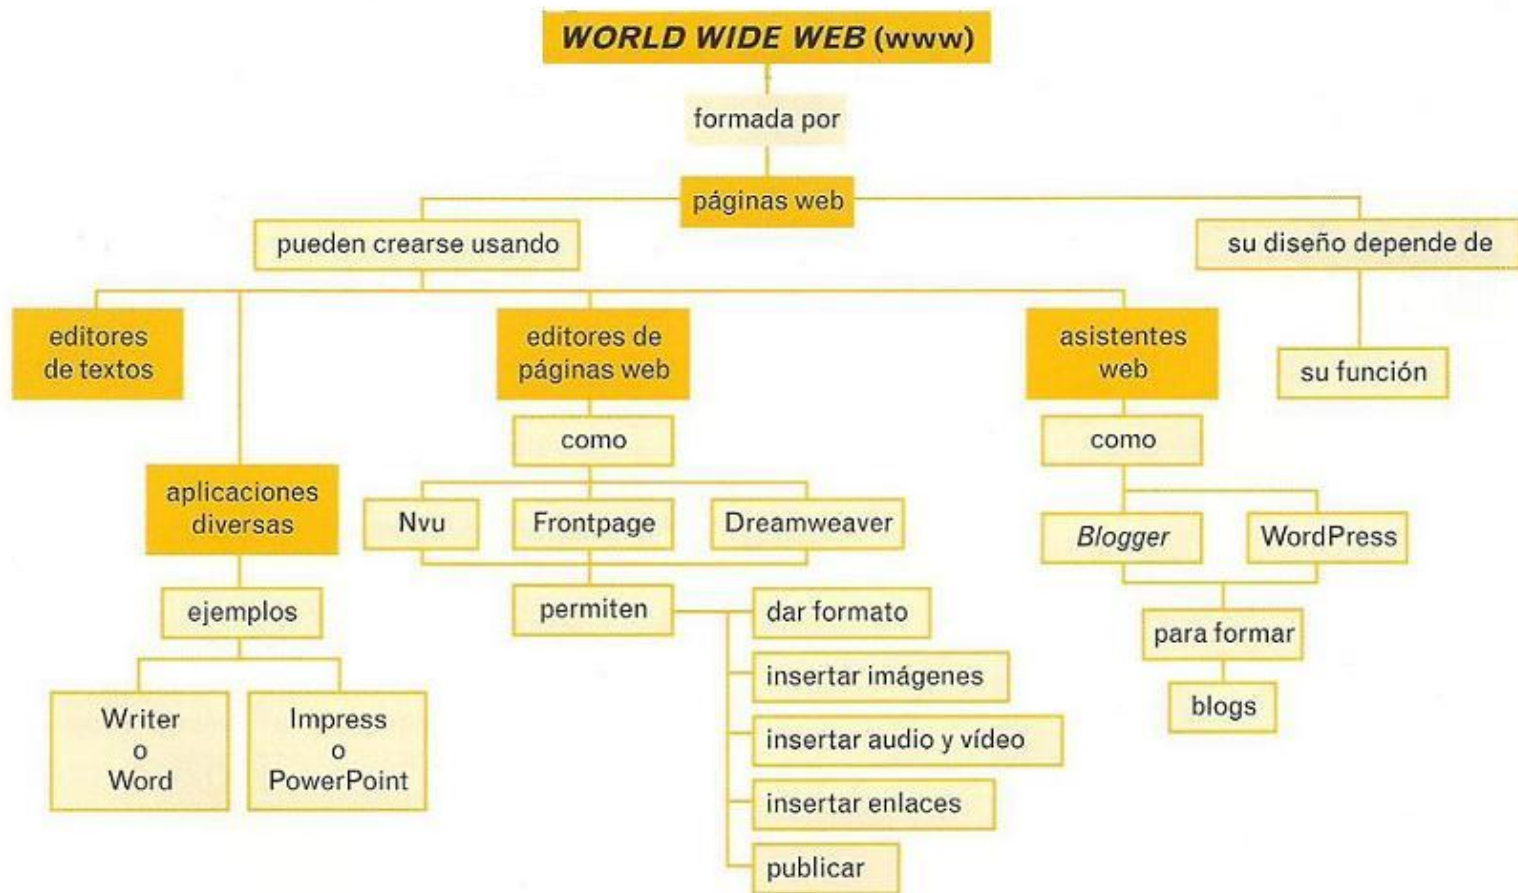 WORLD WIDE WEB (www)
formada por
páginas web
pueden crearse usando
su diseño depende de
editores
de textos
editores de
páginas web
asistentes
web
su función
como
como
aplicaciones
diversas
Nvu
Frontpage
Dreamweaver
Blogger
WordPress
ejemplos
permiten
dar formato
para formar
insertar imágenes
blogs
Writer
o
Word
Impress
o
PowerPoint
insertar audio y vídeo
insertar enlaces
publicar